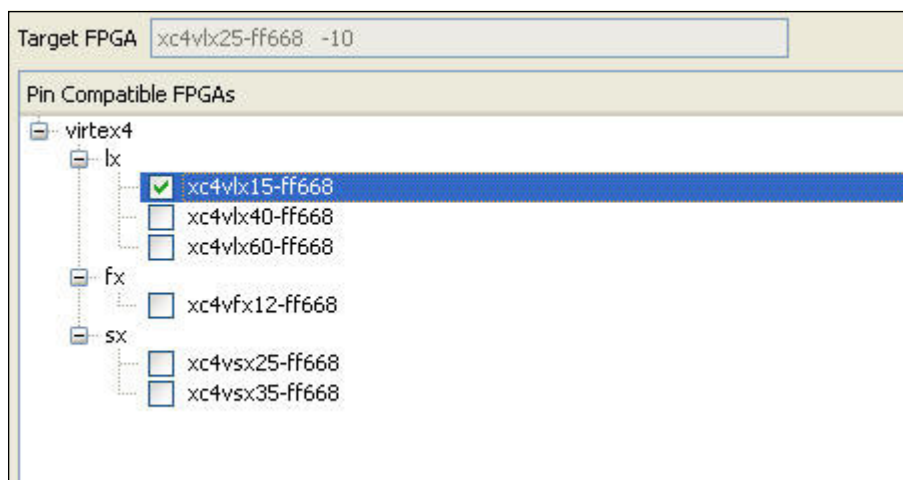 Target FPGA xc4vlx25-ff668 -10
Pin Compatible FPGAs
virtex4
lx
xc4vlx15-ff668
xc4vlx40-ff668
xc4vlx60-ff668
fx
xc4vfx12-ff668
sx
xc4vsx25-ff668
xc4vsx35-ff668